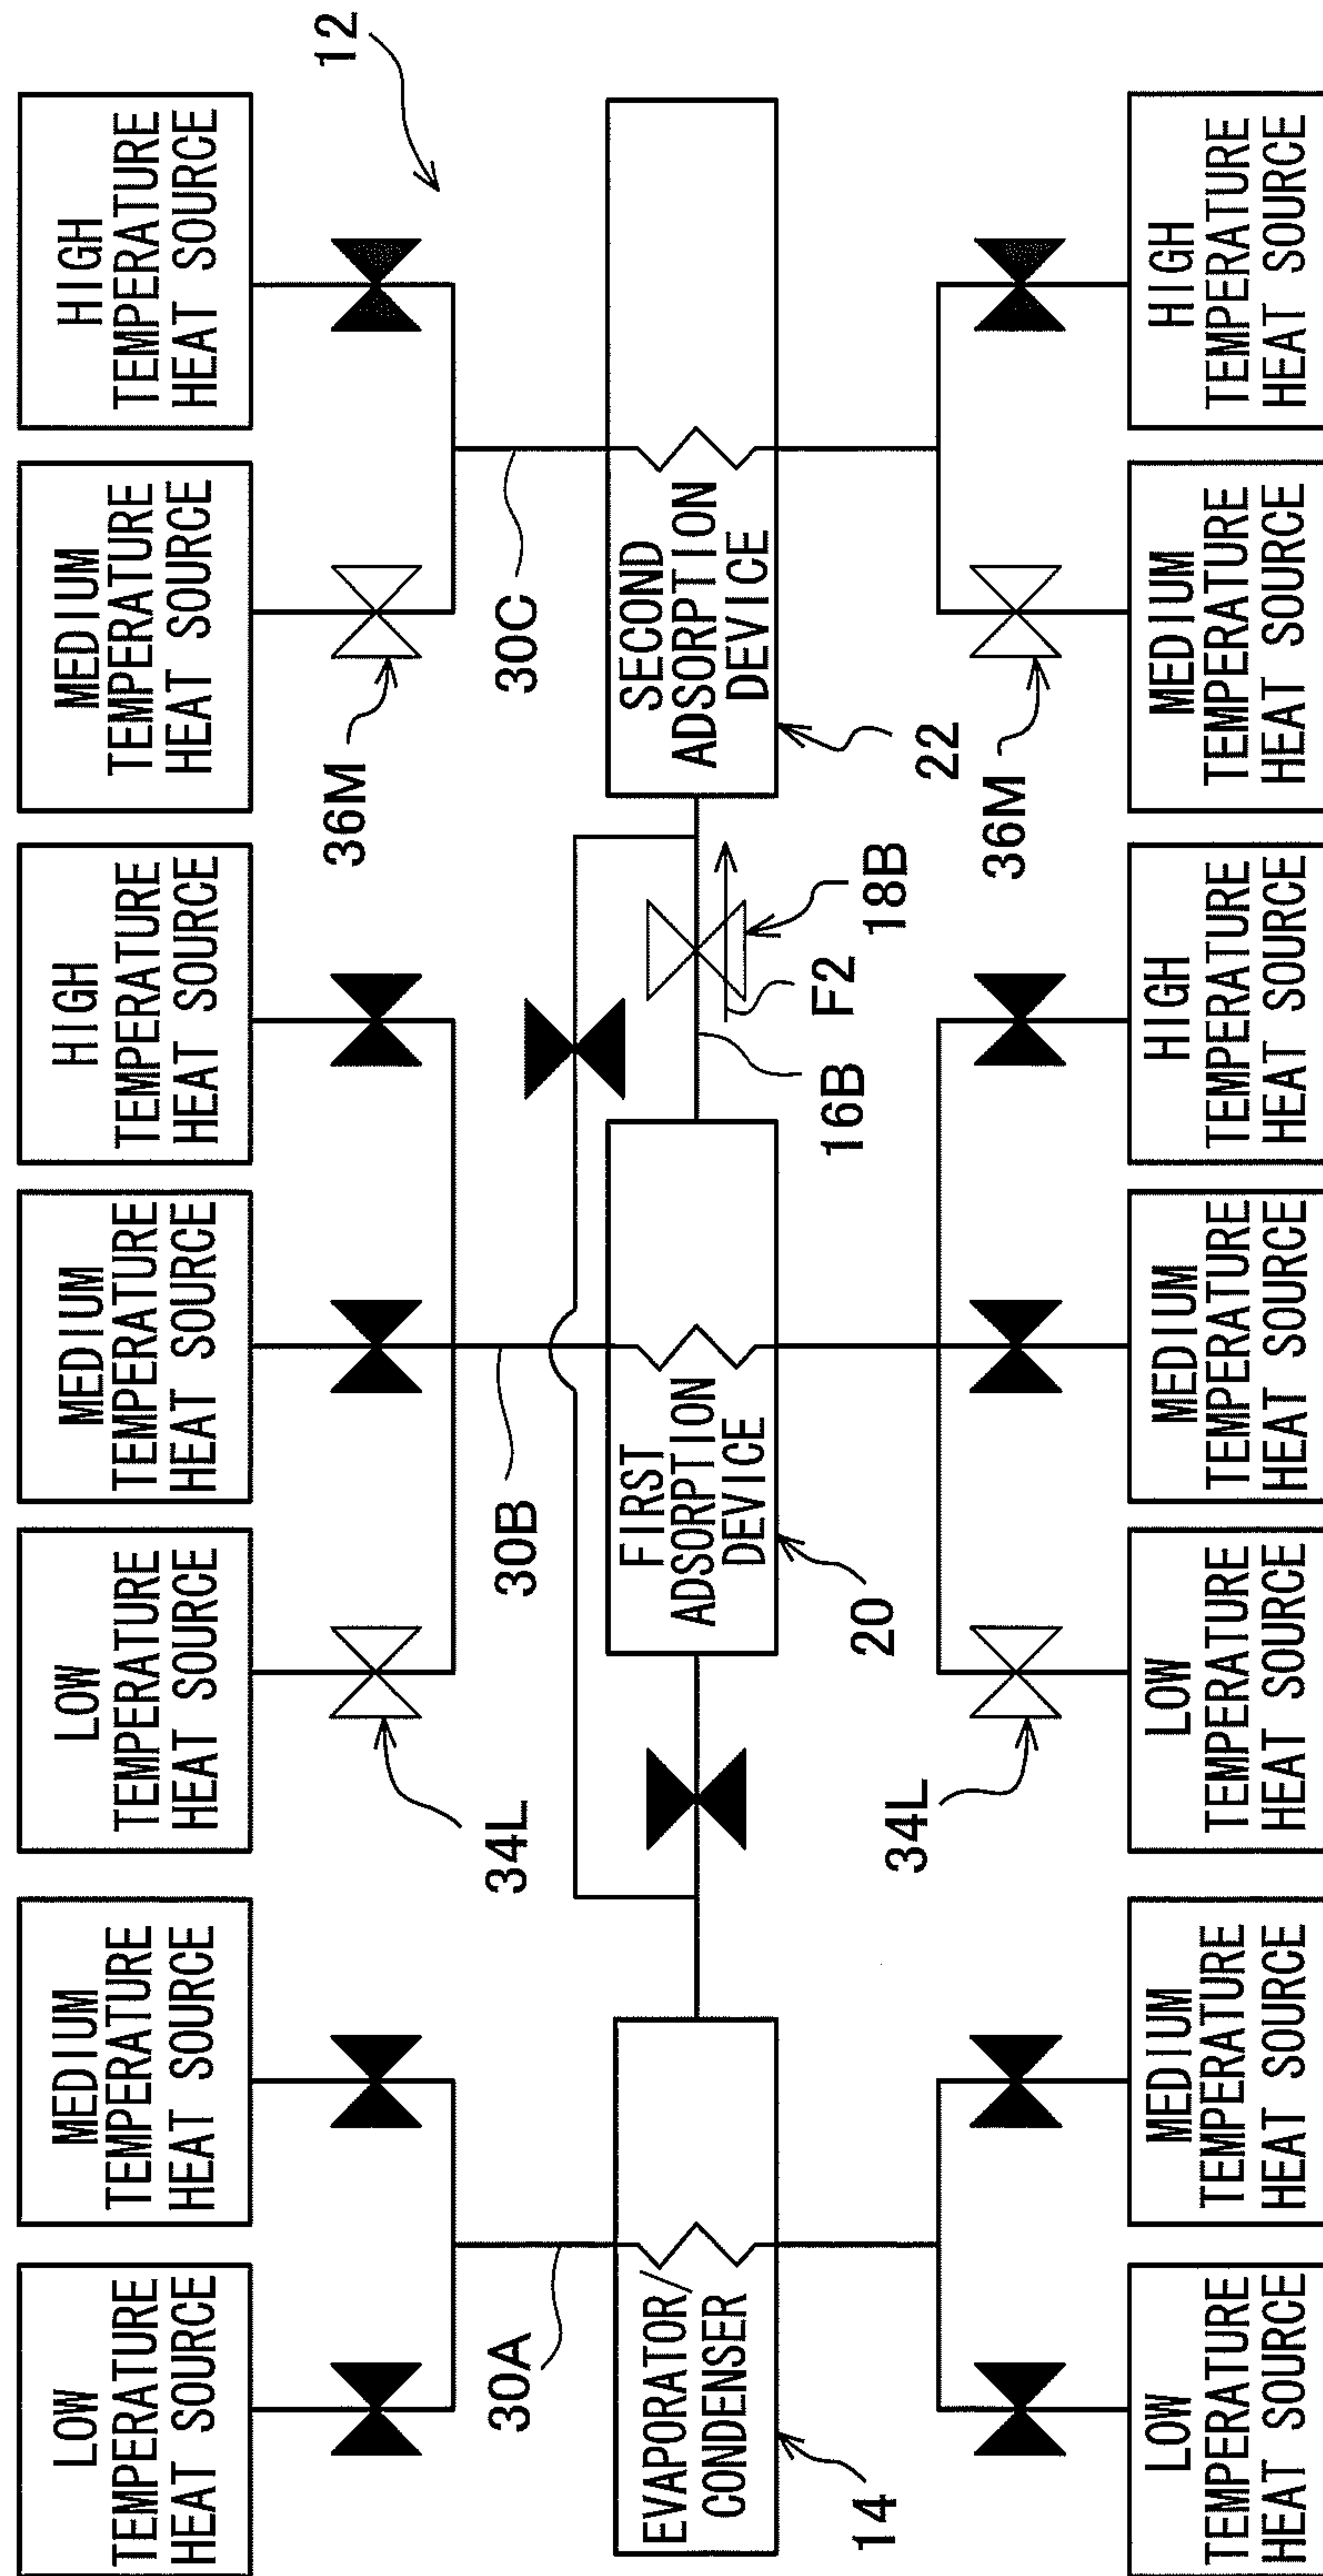 LOW
TEMPERATURE
HEAT SOURCE
MEDIUM
TEMPERATURE
HEAT SOURCE
LOW
TEMPERATURE
HEAT SOURCE
MEDIUM
TEMPERATURE
HEAT SOURCE
HIGH
TEMPERATURE
HEAT SOURCE
MEDIUM
TEMPERATURE
HEAT SOURCE
HIGH
TEMPERATURE
HEAT SOURCE
12
34L
36M
30A
30B
30C
EVAPORATOR/
CONDENSER
FIRST
ADSORPTION
DEVICE
SECOND
ADSORPTION
DEVICE
14
20
16B
F2
18B
22
34L
36M
LOW
TEMPERATURE
HEAT SOURCE
MEDIUM
TEMPERATURE
HEAT SOURCE
LOW
TEMPERATURE
HEAT SOURCE
MEDIUM
TEMPERATURE
HEAT SOURCE
HIGH
TEMPERATURE
HEAT SOURCE
MEDIUM
TEMPERATURE
HEAT SOURCE
HIGH
TEMPERATURE
HEAT SOURCE